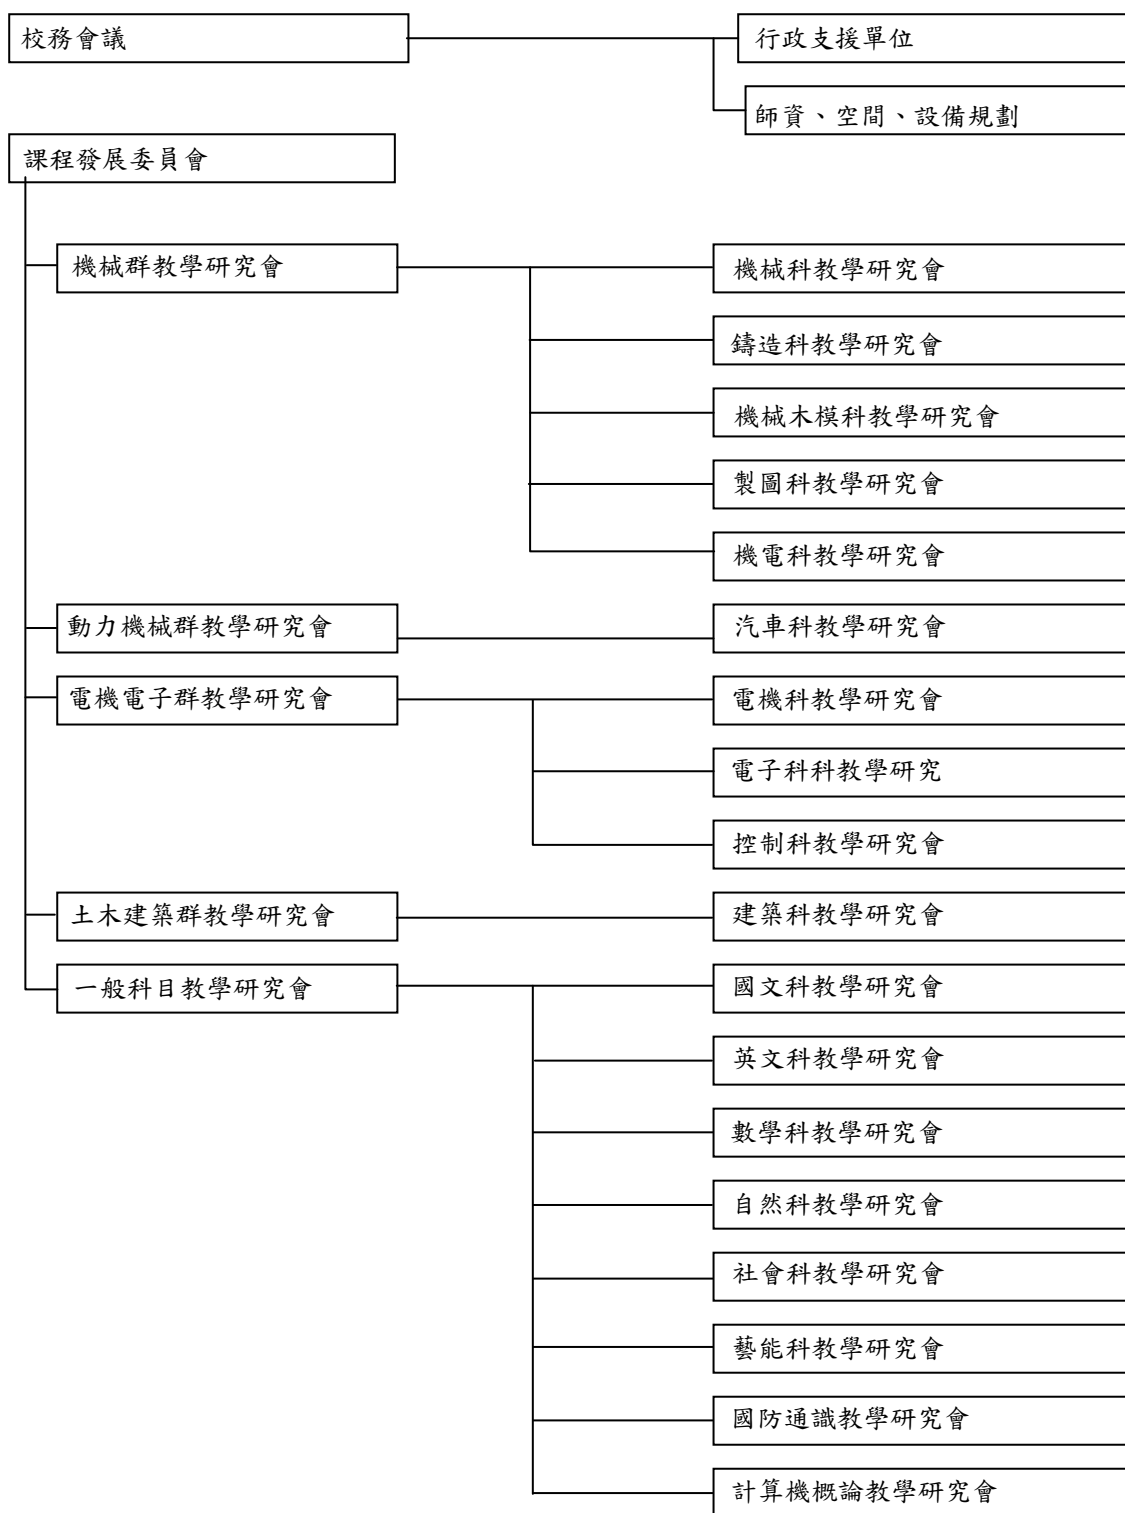 校務會議
行政支援單位
師資、空間、設備規劃
課程發展委員會
機械群教學研究會
機械科教學研究會
鑄造科教學研究會
機械木模科教學研究會
製圖科教學研究會
機電科教學研究會
動力機械群教學研究會
汽車科教學研究會
電機電子群教學研究會
電機科教學研究會
電子科科教學研究
控制科教學研究會
土木建築群教學研究會
建築科教學研究會
一般科目教學研究會
國文科教學研究會
英文科教學研究會
數學科教學研究會
自然科教學研究會
社會科教學研究會
藝能科教學研究會
國防通識教學研究會
計算機概論教學研究會